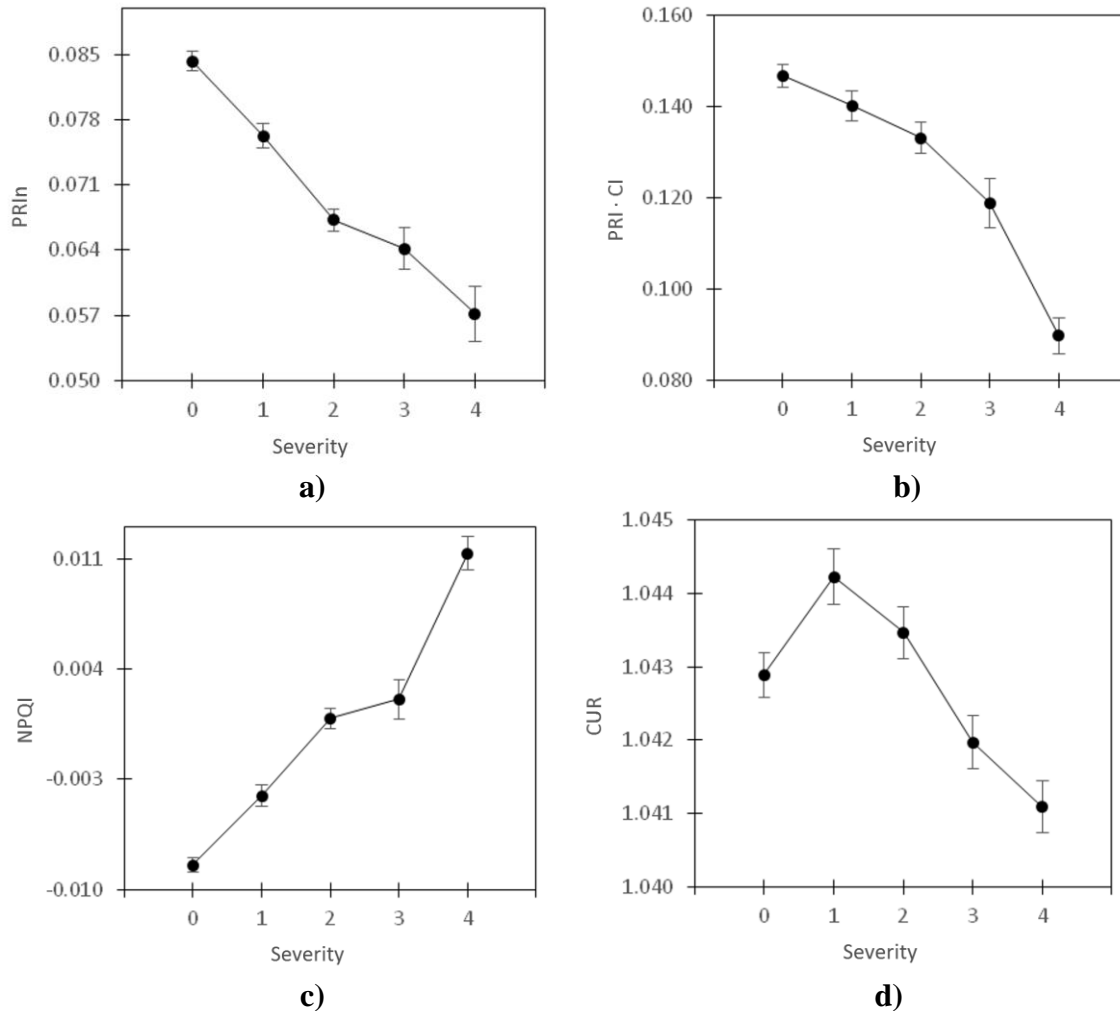 0.085
0.078
0.071
0.064
0.057
0.050
PRIn
0 1 2 3 4
Severity
a)
0.160
0.140
0.120
0.100
0.080
PRI · CI
0 1 2 3 4
Severity
b)
0.011
0.004
-0.003
-0.010
NPQI
0 1 2 3 4
Severity
c)
1.045
1.044
1.043
1.042
1.041
1.040
CUR
0 1 2 3 4
Severity
d)